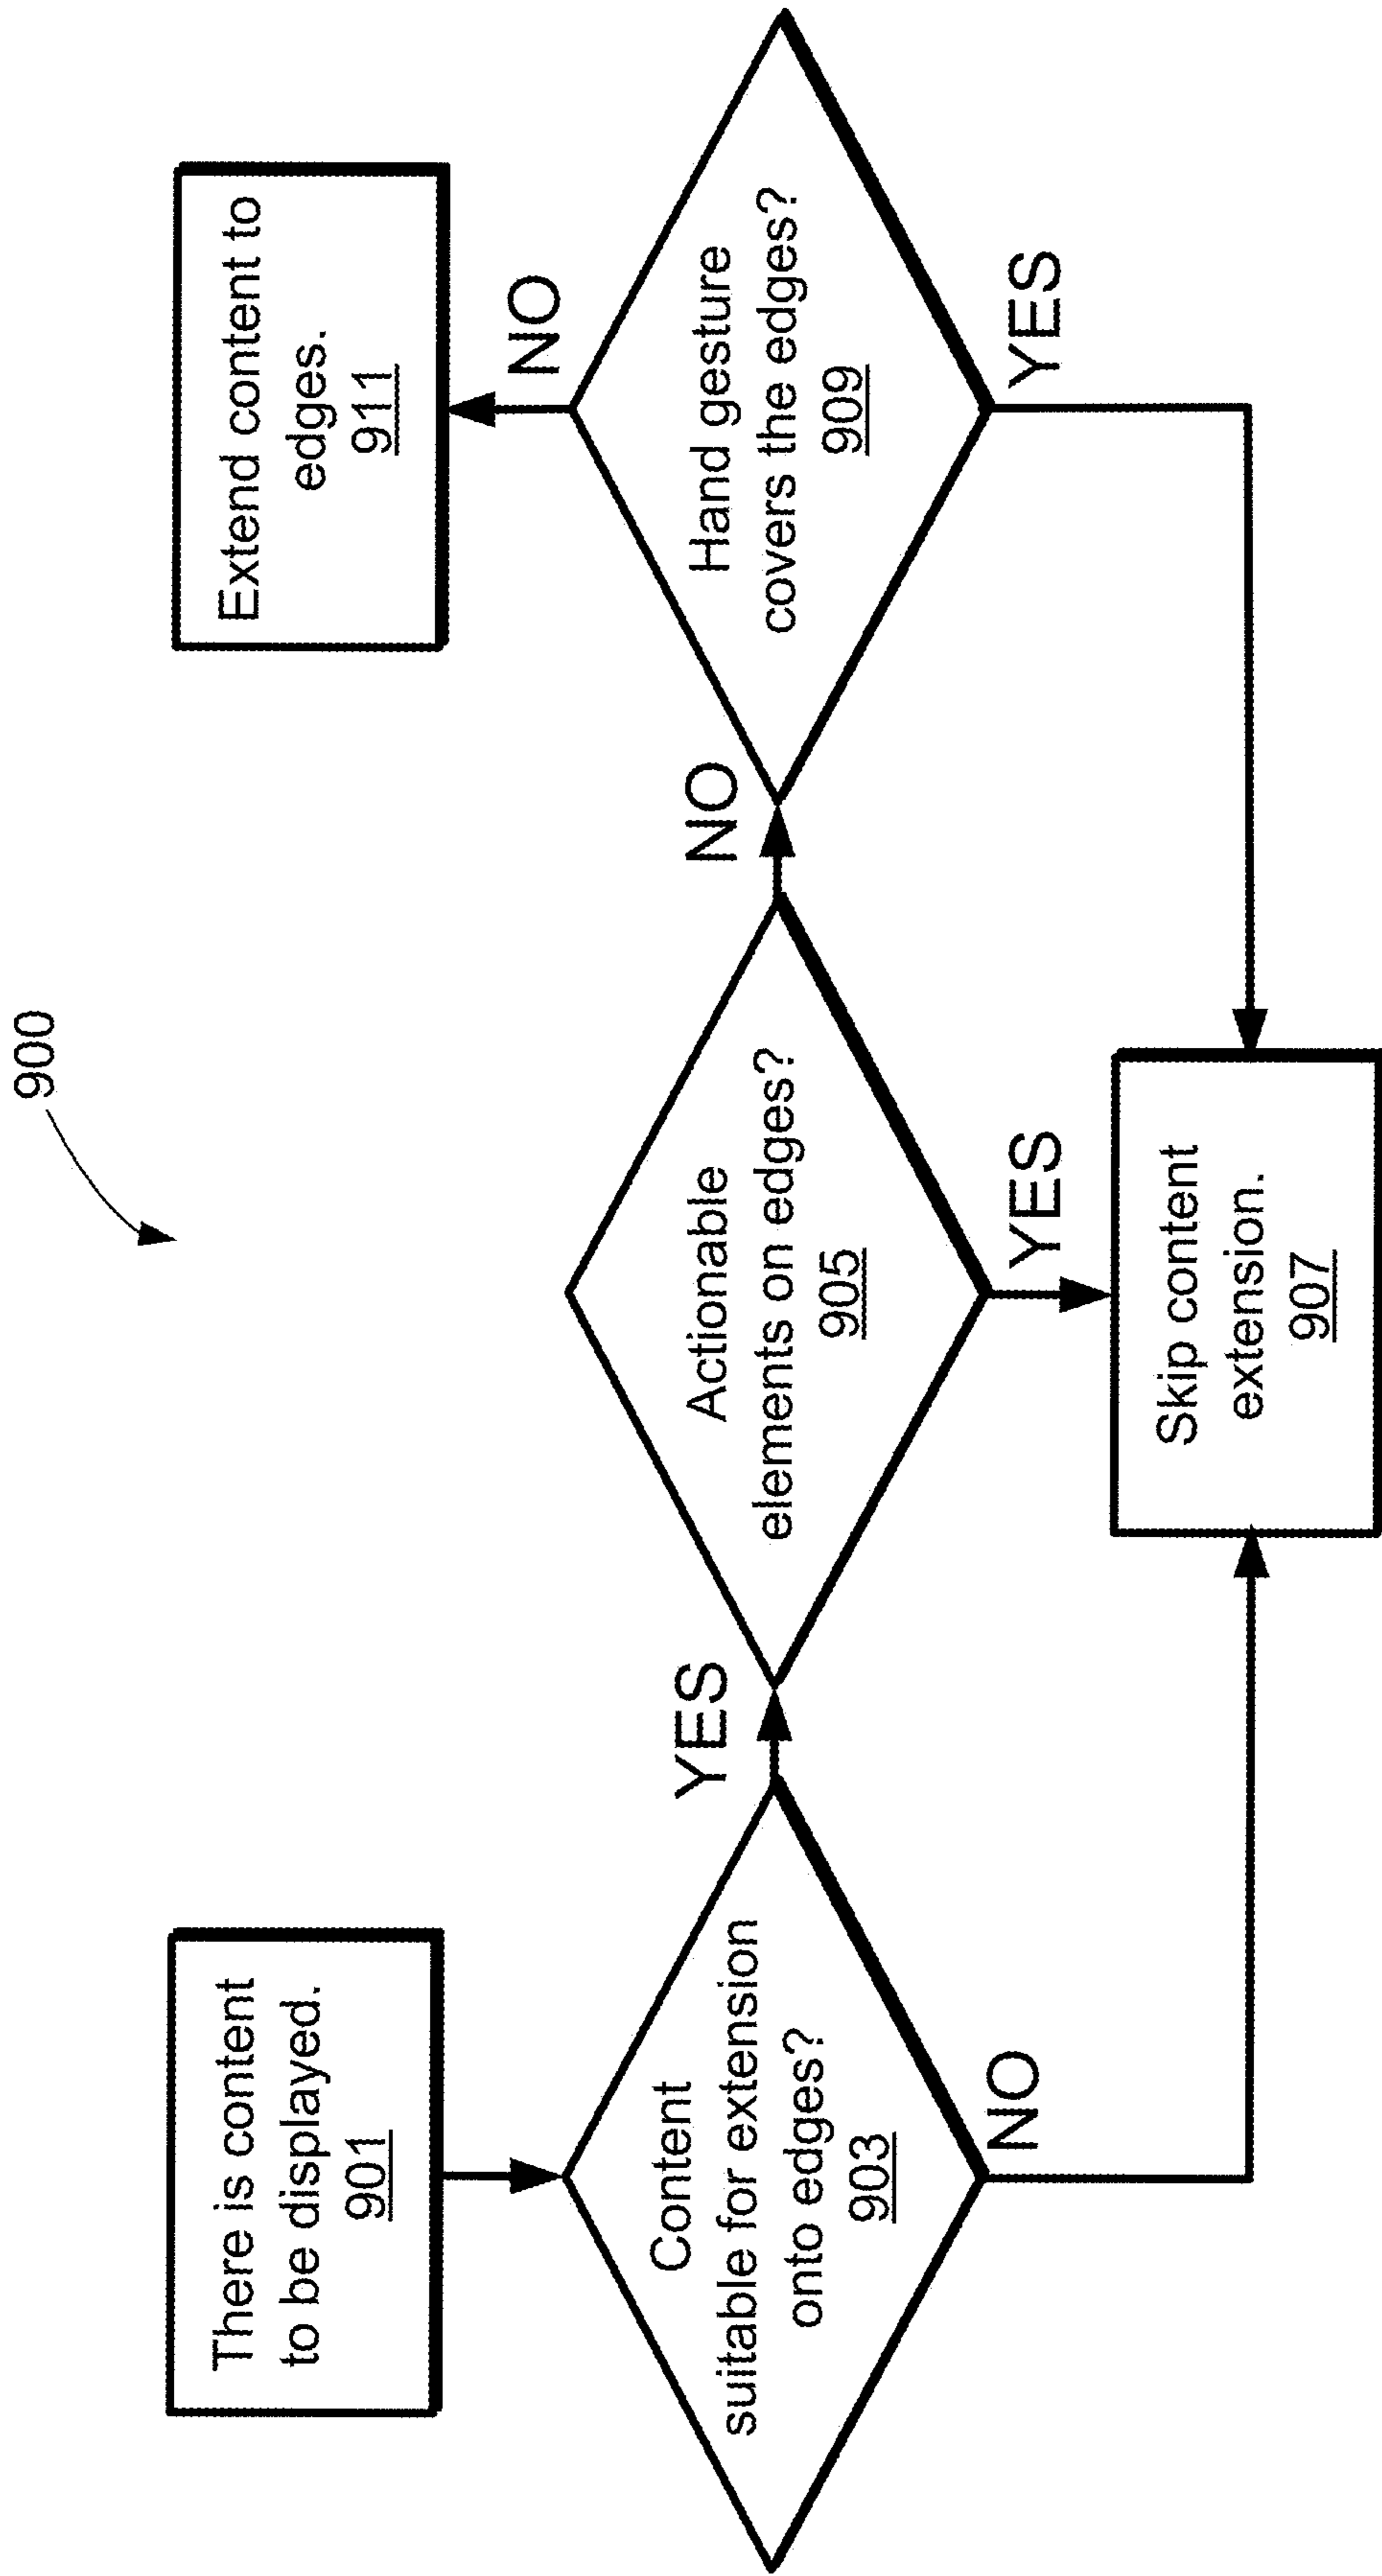 900
There is content
to be displayed.
901
Content
suitable for extension
onto edges?
903
YES
NO
Actionable
elements on edges?
905
NO
YES
Skip content
extension.
907
Hand gesture
covers the edges?
909
NO
YES
Extend content to
edges.
911